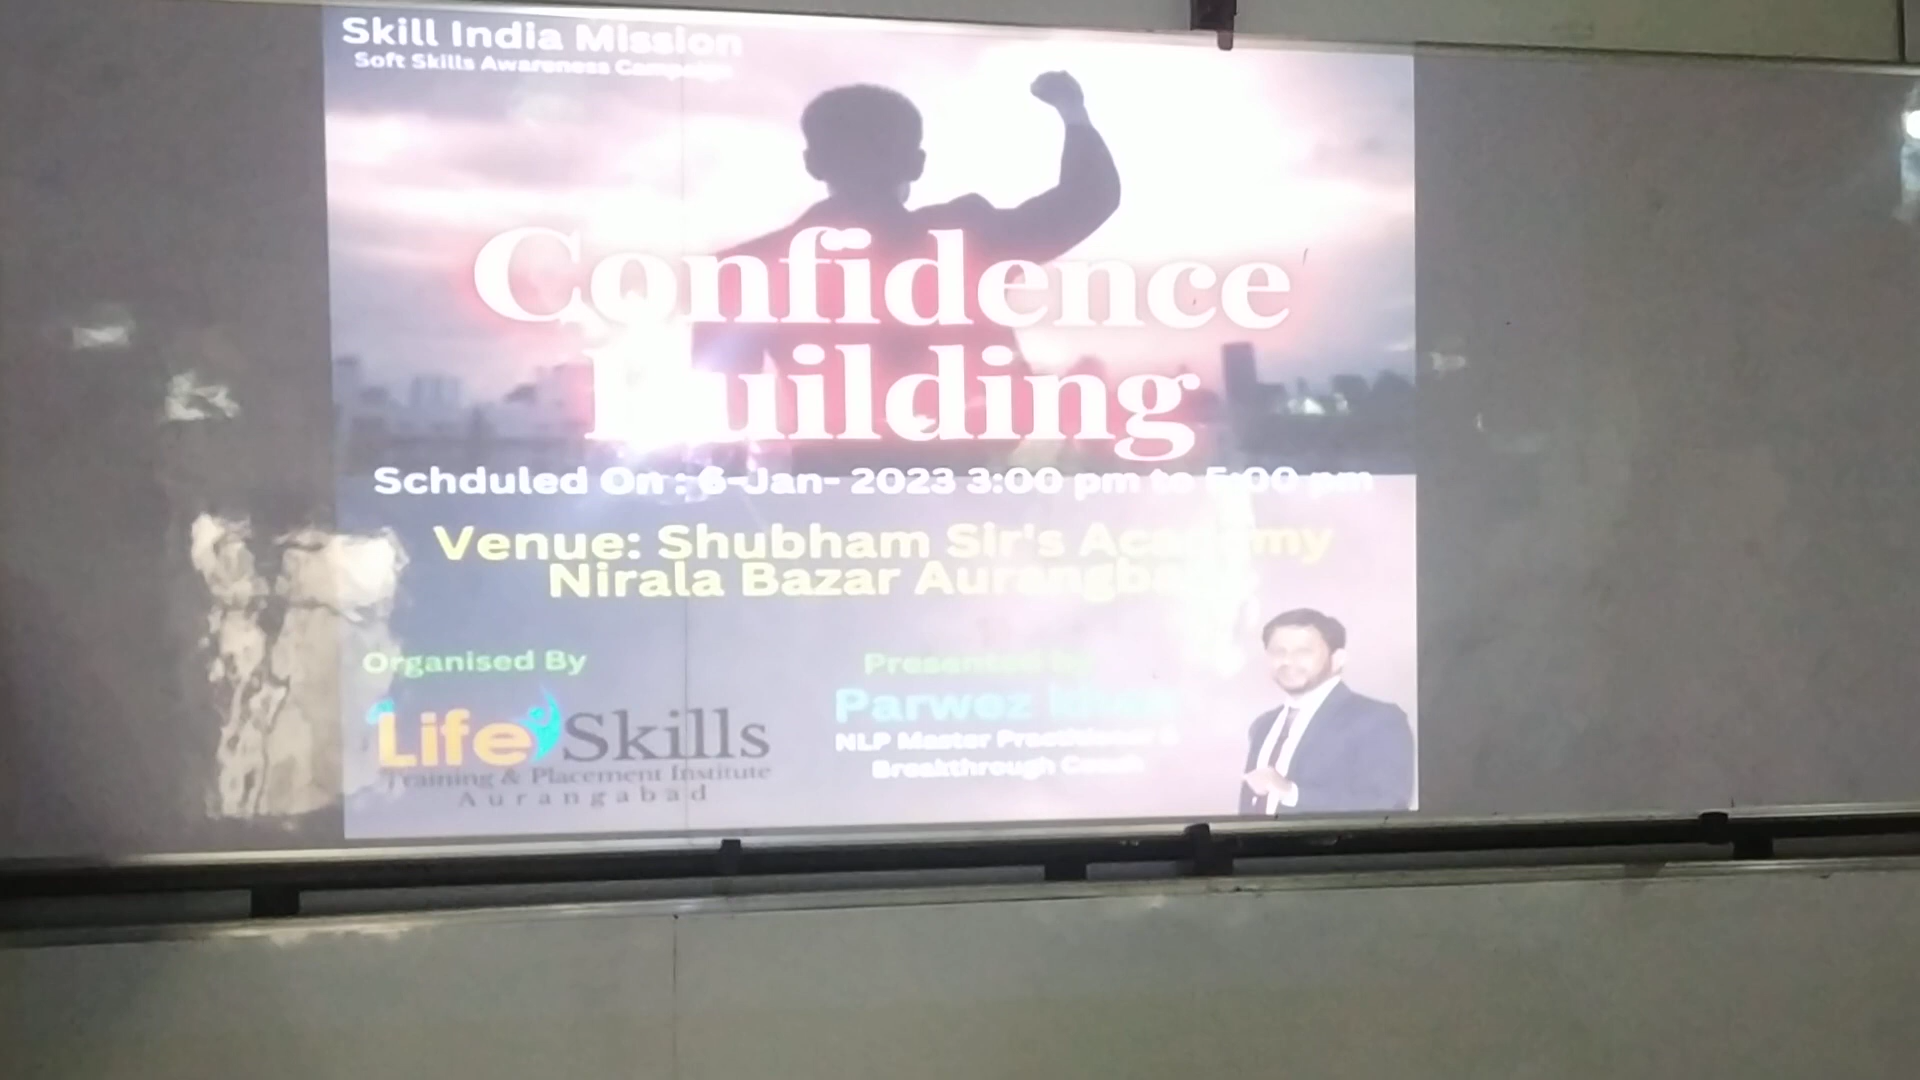 Skill India Mission
Soft Skills Awareness Campaign
Confidence
Building
Schduled On : 6-Jan- 2023 3:00 pm to 5:00 pm
Venue: Shubham Sir's Academy
Nirala Bazar
Organised By
Presented By
Life Skills
Parwez Khan
Training & Placement Institute
NLP Master Practitioner &
Aurangabad
Breakthrough Coach